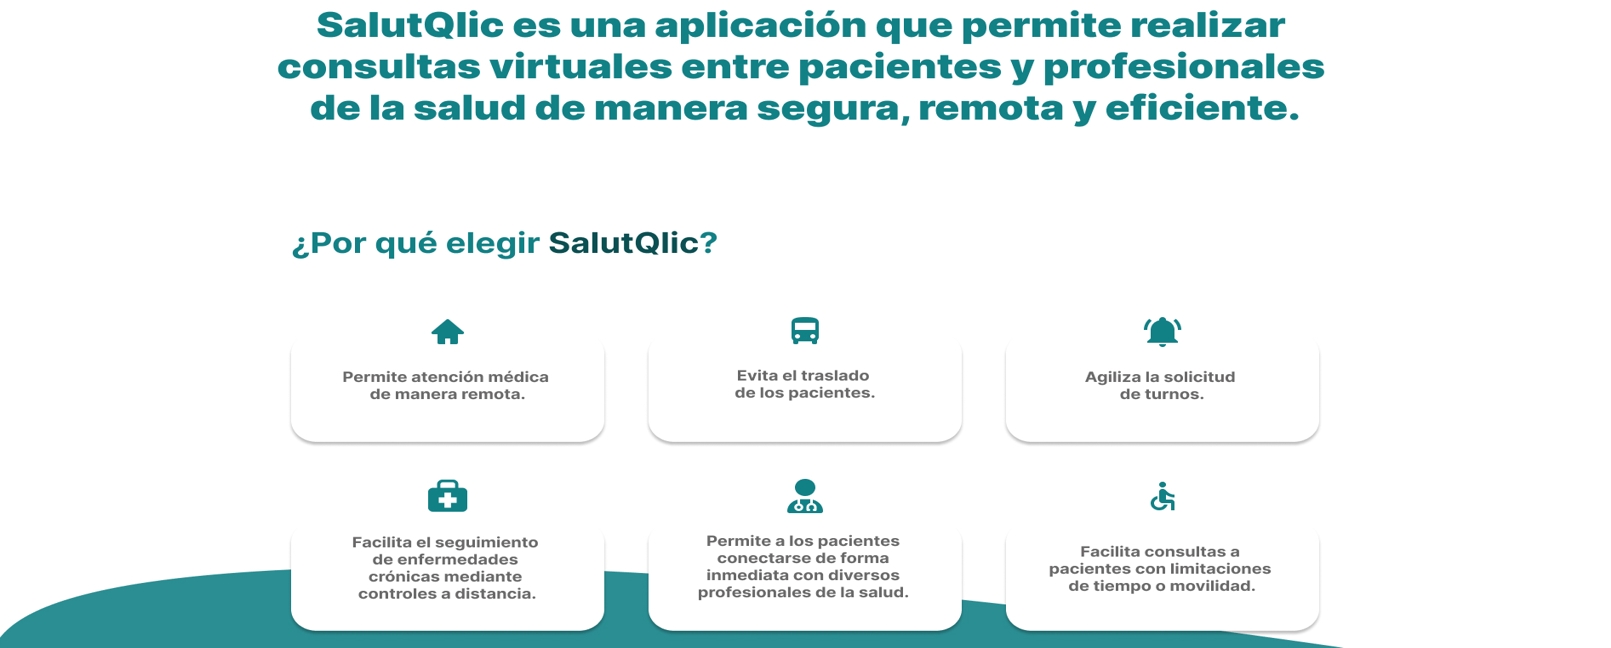 SalutQlic es una aplicación que permite realizar
consultas virtuales entre pacientes y profesionales
de la salud de manera segura, remota y eficiente.
¿Por qué elegir SalutQlic?
Permite atención médica
de manera remota.
Evita el traslado
de los pacientes.
Agiliza la solicitud
de turnos.
Facilita el seguimiento
de enfermedades
crónicas mediante
controles a distancia.
Permite a los pacientes
conectarse de forma
inmediata con diversos
profesionales de la salud.
Facilita consultas a
pacientes con limitaciones
de tiempo o movilidad.